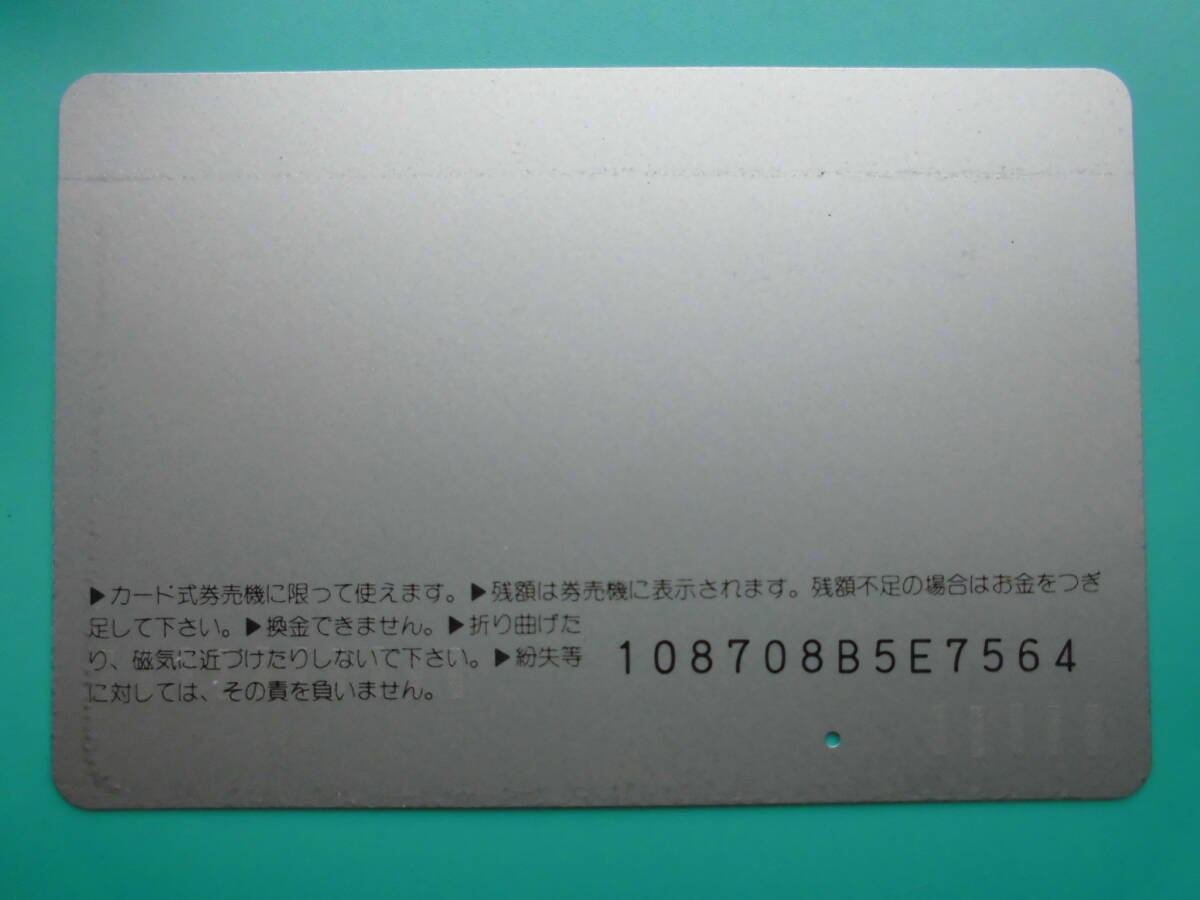 ▶カード式券売機に限って使えます。▶残額は券売機に表示されます。残額不足の場合はお金をつぎ
足して下さい。▶換金できません。▶折り曲げた
り、磁気に近づけたりしないで下さい。▶紛失等
に対しては、その責を負いません。
108708B5E7564